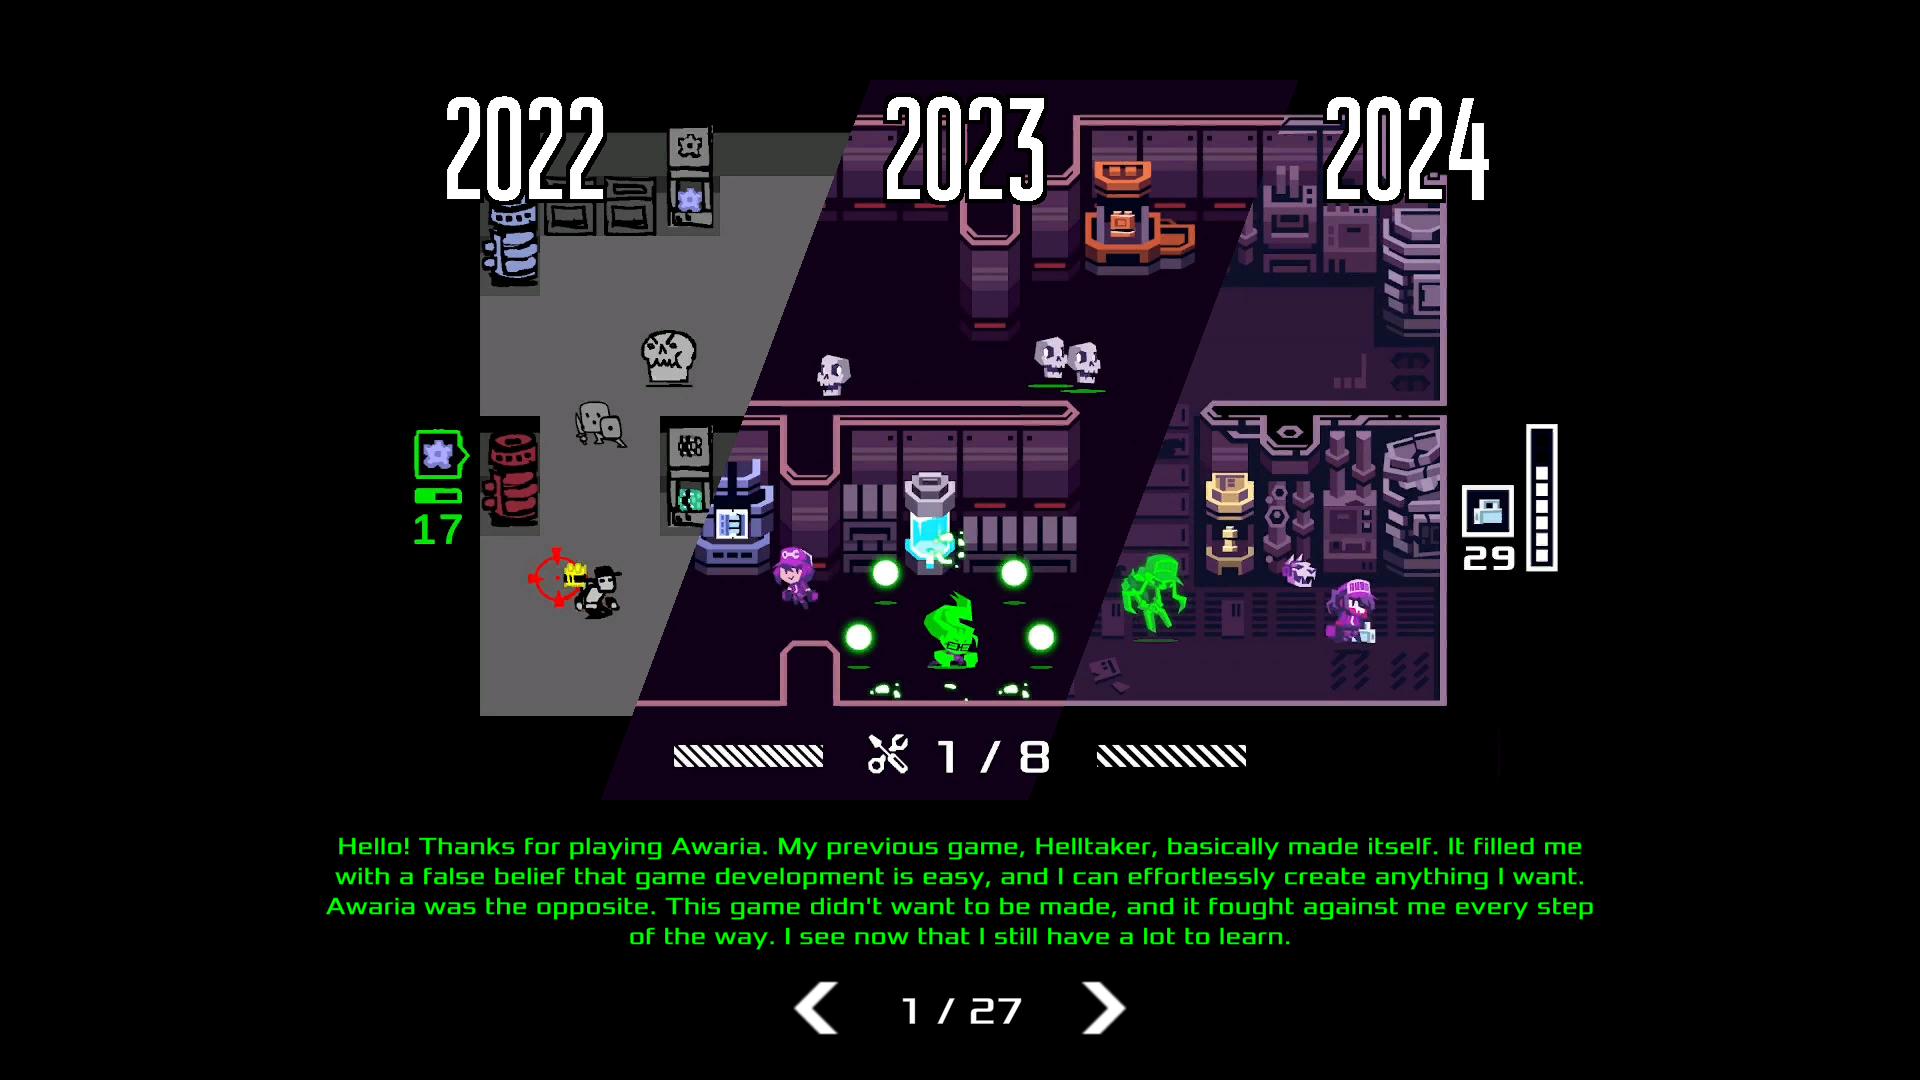 2022 2023 2024
17
29
1 / 8
Hello! Thanks for playing Awaria. My previous game, Helltaker, basically made itself. It filled me
with a false belief that game development is easy, and I can effortlessly create anything I want.
Awaria was the opposite. This game didn't want to be made, and it fought against me every step
of the way. I see now that I still have a lot to learn.
1 / 27